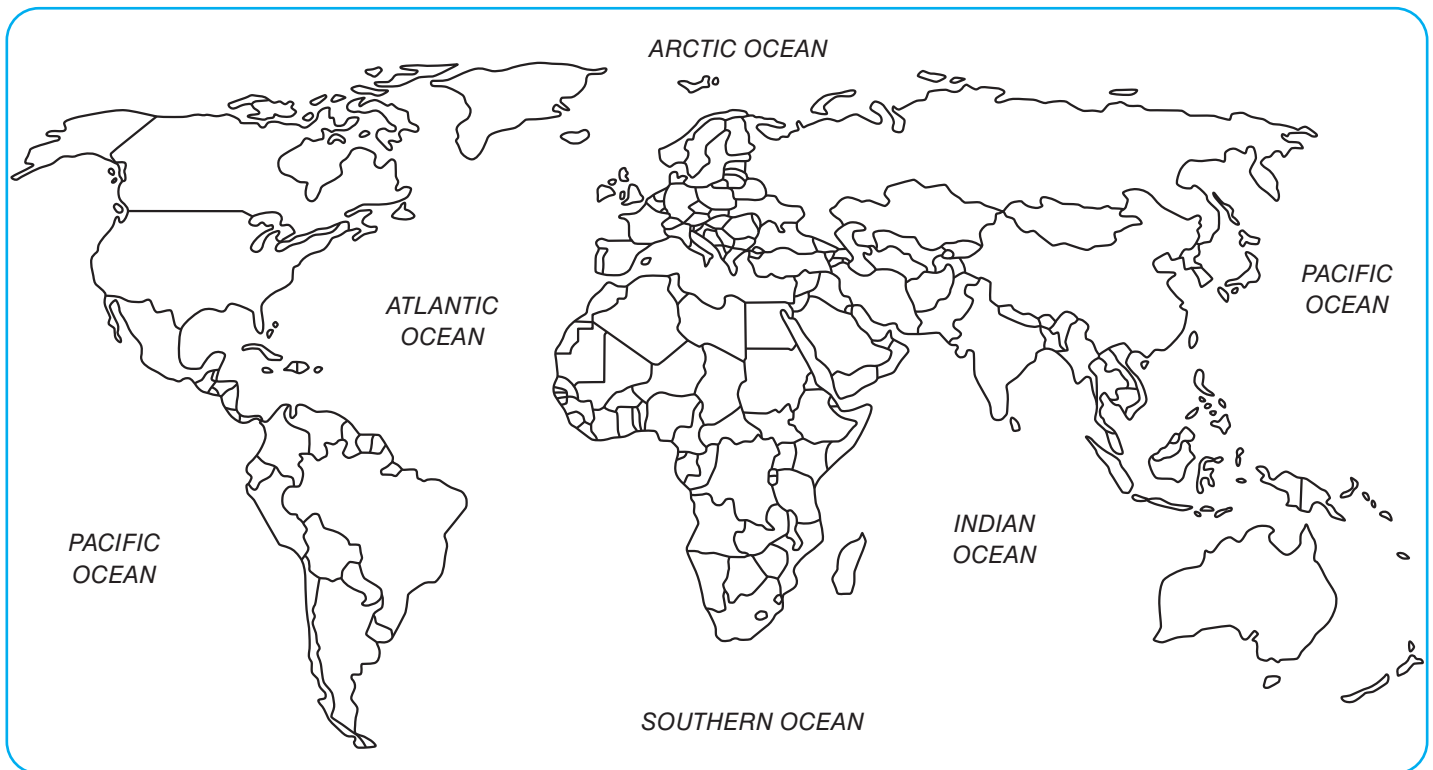 ARCTIC OCEAN
ATLANTIC
OCEAN
PACIFIC
OCEAN
PACIFIC
OCEAN
INDIAN
OCEAN
SOUTHERN OCEAN